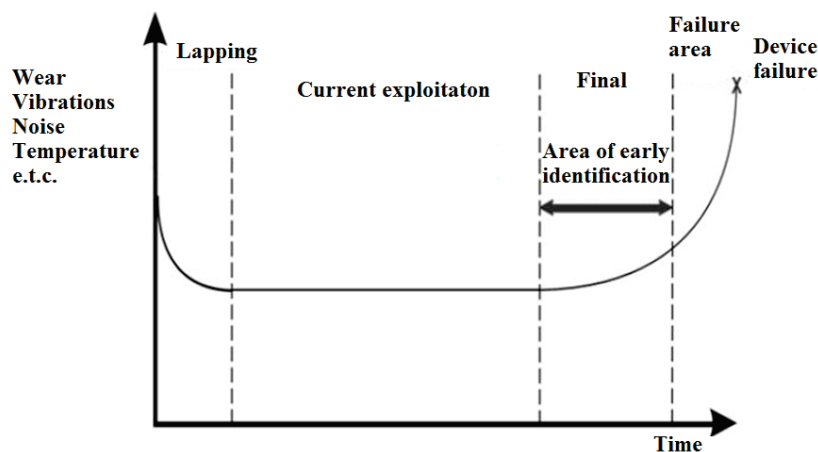 Wear
Vibrations
Noise
Temperature
e.t.c.
Lapping
Current exploitaton
Final
Area of early
identification
Failure
area
Device
failure
Time